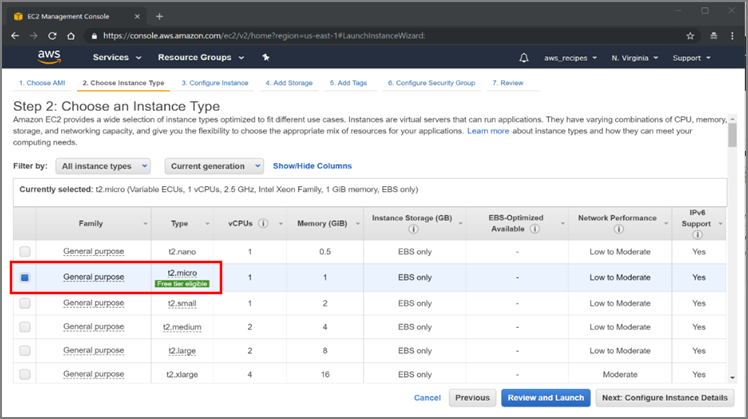 EC2 Management Console
https://console.aws.amazon.com/ec2/v2/home?region=us-east-1#LaunchInstanceWizard:
aws Services Resource Groups aws_recipes N. Virginia Support
1. Choose AMI 2. Choose Instance Type 3. Configure Instance 4. Add Storage 5. Add Tags 6. Configure Security Group 7. Review
Step 2: Choose an Instance Type
Amazon EC2 provides a wide selection of instance types optimized to fit different use cases. Instances are virtual servers that can run applications. They have varying combinations of CPU, memory,
storage, and networking capacity, and give you the flexibility to choose the appropriate mix of resources for your applications. Learn more about instance types and how they can meet your
computing needs.
Filter by: All instance types Current generation Show/Hide Columns
Currently selected: t2.micro (Variable ECUs, 1 vCPUs, 2.5 GHz, Intel Xeon Family, 1 GiB memory, EBS only)
Family Type vCPUs Memory (GiB) Instance Storage (GB) EBS-Optimized Available Network Performance IPv6 Support
General purpose t2.nano 1 0.5 EBS only - Low to Moderate Yes
General purpose t2.micro 1 1 EBS only - Low to Moderate Yes
Free tier eligible
General purpose t2.small 1 2 EBS only - Low to Moderate Yes
General purpose t2.medium 2 4 EBS only - Low to Moderate Yes
General purpose t2.large 2 8 EBS only - Low to Moderate Yes
General purpose t2.xlarge 4 16 EBS only - Moderate Yes
Cancel Previous Review and Launch Next: Configure Instance Details